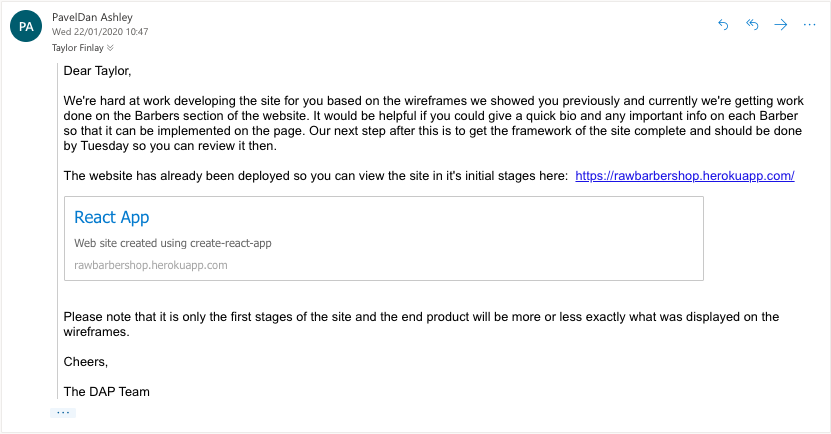 PA
PavelDan Ashley
Wed 22/01/2020 10:47
Taylor Finlay
Dear Taylor,
We're hard at work developing the site for you based on the wireframes we showed you previously and currently we're getting work
done on the Barbers section of the website. It would be helpful if you could give a quick bio and any important info on each Barber
so that it can be implemented on the page. Our next step after this is to get the framework of the site complete and should be done
by Tuesday so you can review it then.
The website has already been deployed so you can view the site in it's initial stages here: https://rawbarbershop.herokuapp.com/
React App
Web site created using create-react-app
rawbarbershop.herokuapp.com
Please note that it is only the first stages of the site and the end product will be more or less exactly what was displayed on the
wireframes.
Cheers,
The DAP Team